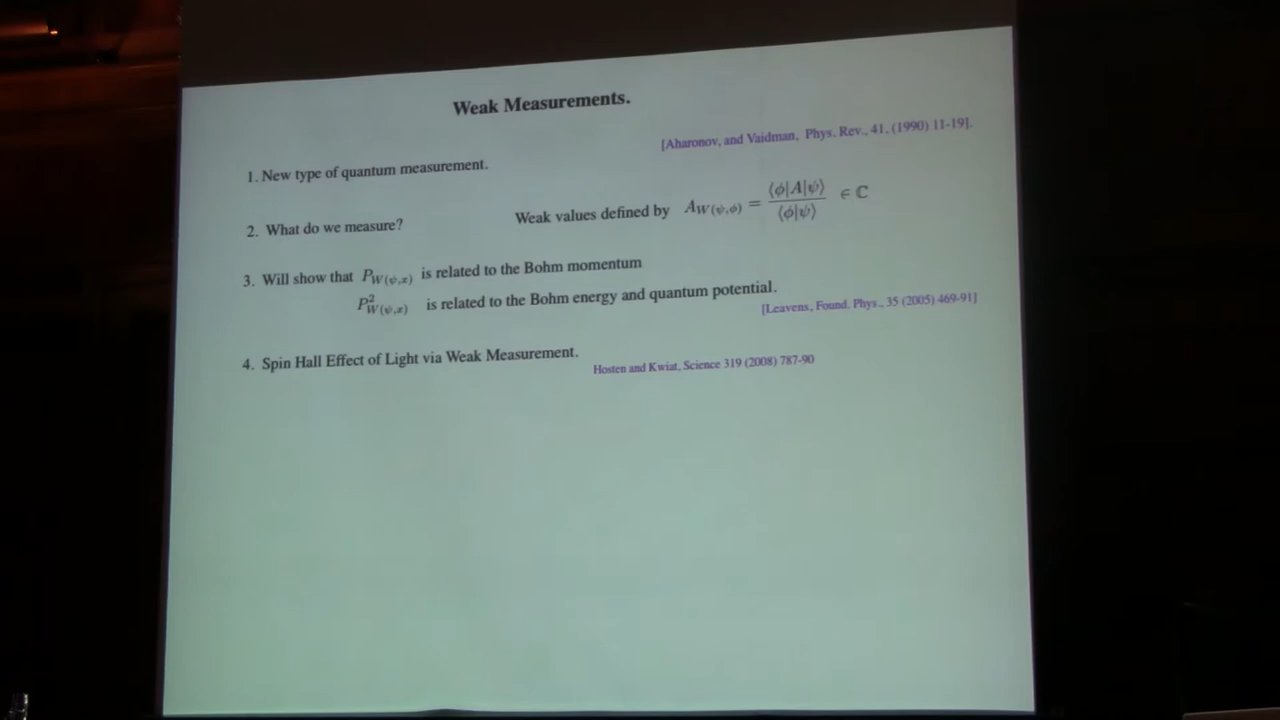 Weak Measurements.
[Aharonov, and Vaidman, Phys. Rev., 41, (1990) 11-19].
1. New type of quantum measurement.
2. What do we measure? Weak values defined by A_{W(ψ,φ)} = ⟨φ|A|ψ⟩ / ⟨φ|ψ⟩ ∈ ℂ
3. Will show that P_{W(ψ,x)} is related to the Bohm momentum
P²_{W(ψ,x)} is related to the Bohm energy and quantum potential.
[Leavens, Found. Phys., 35 (2005) 469-91]
4. Spin Hall Effect of Light via Weak Measurement.
Hosten and Kwiat, Science 319 (2008) 787-90